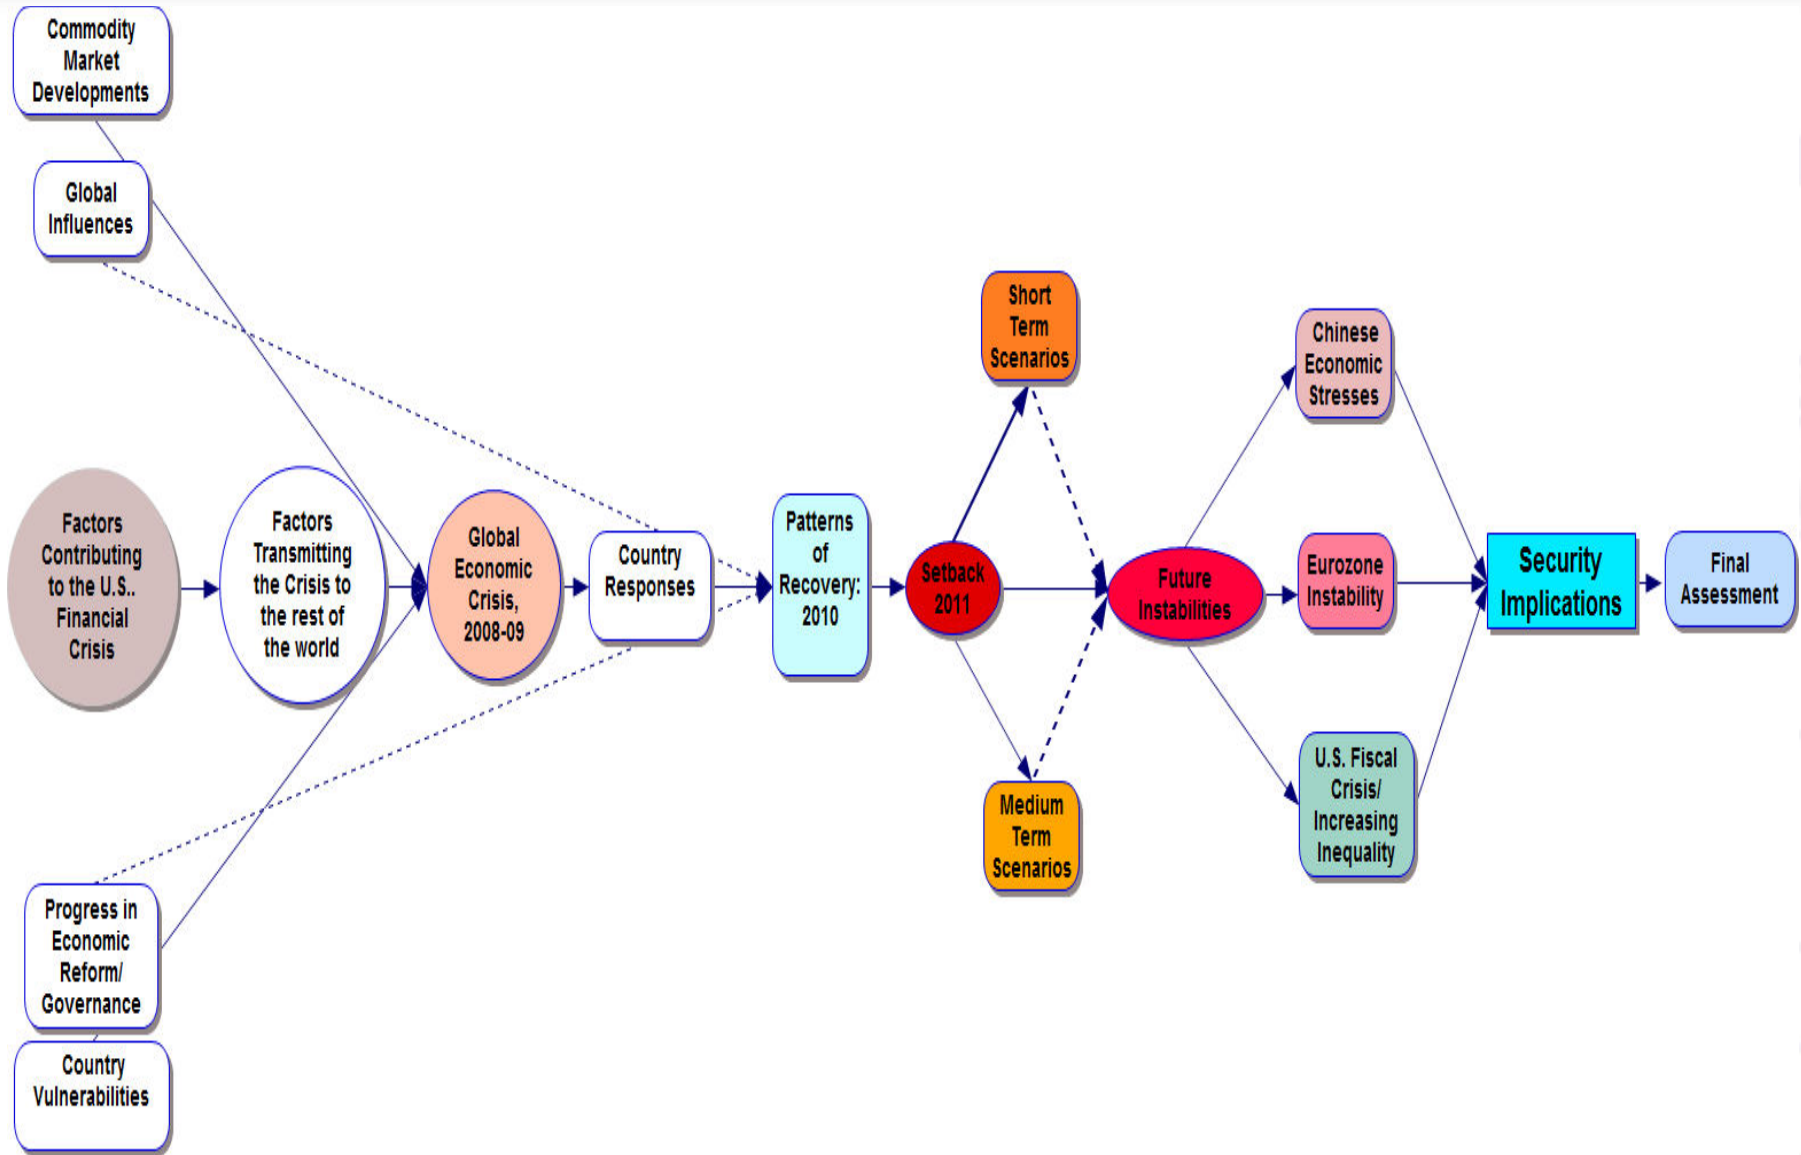 Commodity
Market
Developments
Global
Influences
Factors
Contributing
to the U.S..
Financial
Crisis
Factors
Transmitting
the Crisis to
the rest of
the world
Global
Economic
Crisis,
2008-09
Country
Responses
Patterns
of
Recovery:
2010
Setback
2011
Short
Term
Scenarios
Medium
Term
Scenarios
Future
Instabilities
Chinese
Economic
Stresses
Eurozone
Instability
U.S. Fiscal
Crisis/
Increasing
Inequality
Security
Implications
Final
Assessment
Progress in
Economic
Reform/
Governance
Country
Vulnerabilities